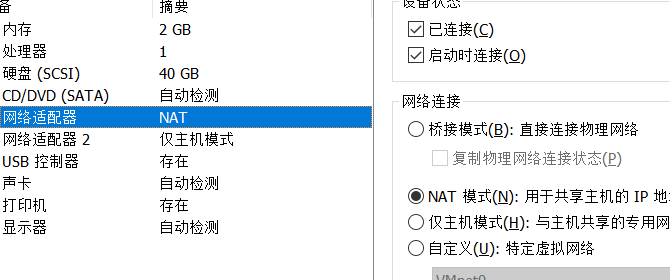 备 摘要
内存 2 GB
处理器 1
硬盘 (SCSI) 40 GB
CD/DVD (SATA) 自动检测
网络适配器 NAT
网络适配器 2 仅主机模式
USB 控制器 存在
声卡 自动检测
打印机 存在
显示器 自动检测
设备状态
已连接(C)
启动时连接(O)
网络连接
桥接模式(B): 直接连接物理网络
复制物理网络连接状态(P)
NAT 模式(N): 用于共享主机的 IP 地
仅主机模式(H): 与主机共享的专用网
自定义(U): 特定虚拟网络
VMnet0